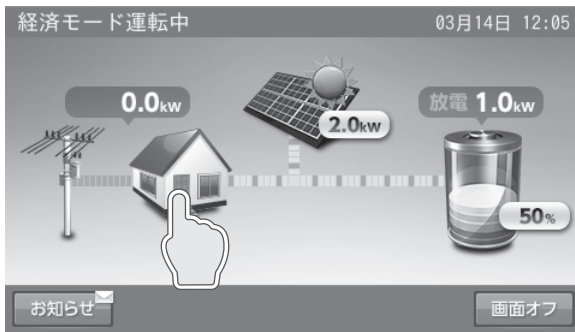 経済モード運転中
03月14日 12:05
0.0kw
2.0kw
放電 1.0kw
50%
お知らせ
画面オフ